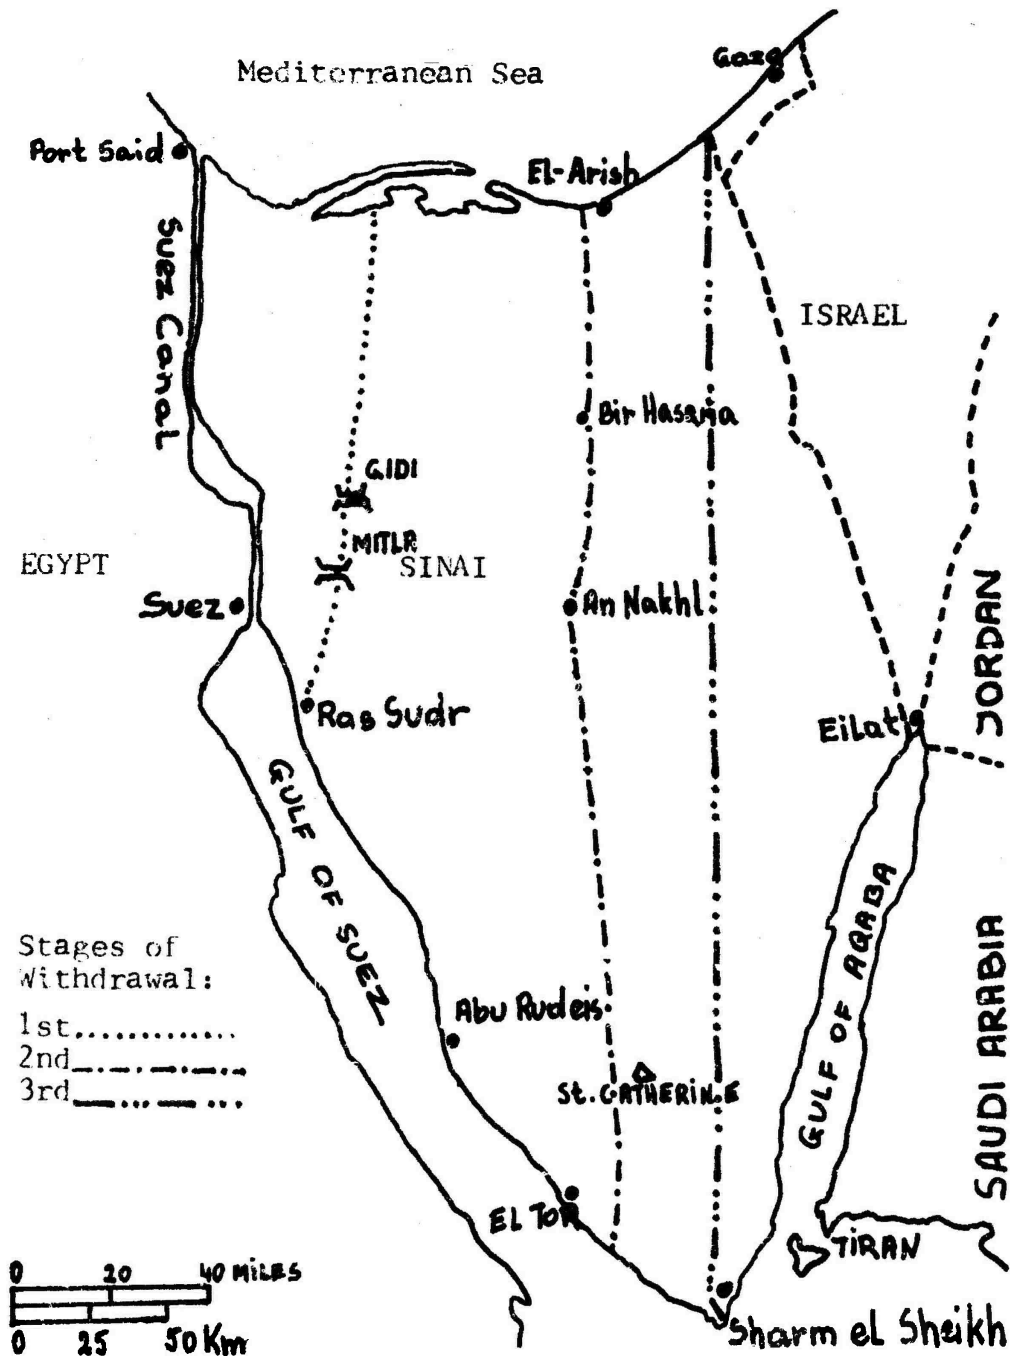 Mediterranean Sea
Gaza
Port Said
El-Arish
Suez Canal
ISRAEL
Bir Hasana
GIDI
MITLA
EGYPT
SINAI
Suez
An Nakhl
JORDAN
Ras Sudr
Eilat
GULF OF SUEZ
GULF OF AQABA
SAUDI ARABIA
Stages of
Withdrawal:
1st
2nd
3rd
Abu Rudeis
St. CATHERINE
EL TOR
TIRAN
0 20 40 MILES
0 25 50 Km
Sharm el Sheikh